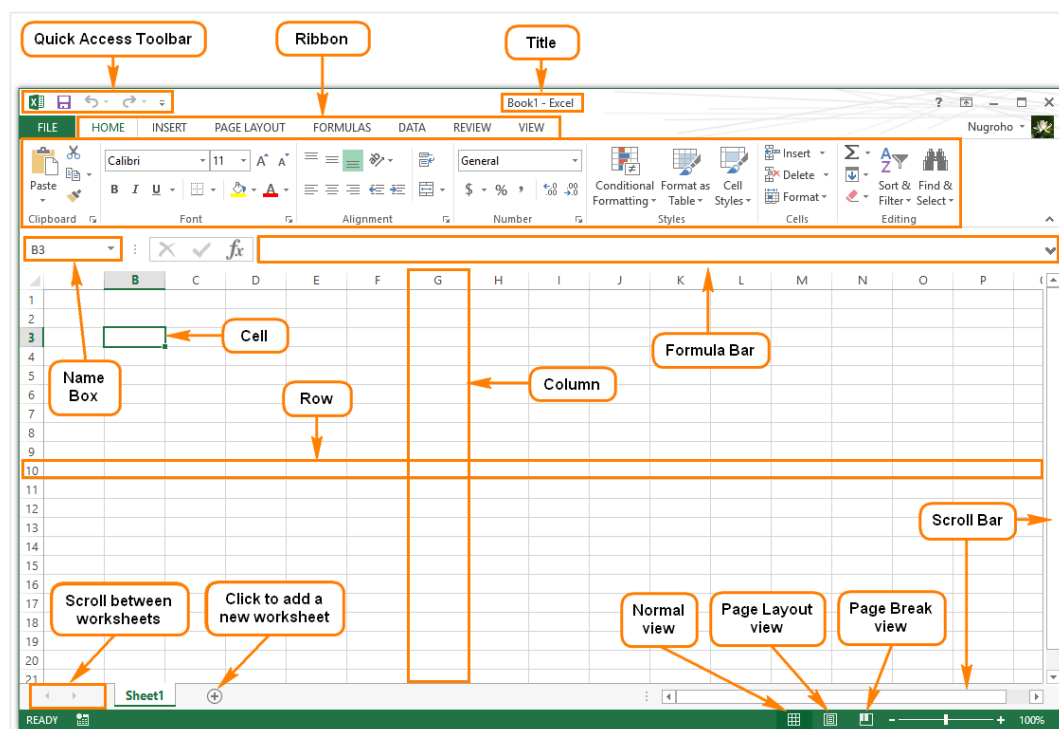 Quick Access Toolbar
Ribbon
Title
Book1 - Excel
?
FILE HOME INSERT PAGE LAYOUT FORMULAS DATA REVIEW VIEW
Nugroho
Paste
Clipboard
Calibri 11 A A
B I U A
Font
Alignment
General
$ % , .0 .00 .00 .0
Number
Conditional Formatting
Format as Table
Cell Styles
Styles
Insert
Delete
Format
Cells
Σ
A Z
Sort & Filter
Find & Select
Editing
B3
fx
B C D E F G H I J K L M N O P
1
2
3
4
5
6
7
8
9
10
11
12
13
14
15
16
17
18
19
20
21
Cell
Formula Bar
Name
Box
Column
Row
Scroll Bar
Scroll between
worksheets
Click to add a
new worksheet
Normal
view
Page Layout
view
Page Break
view
Sheet1
READY
100%